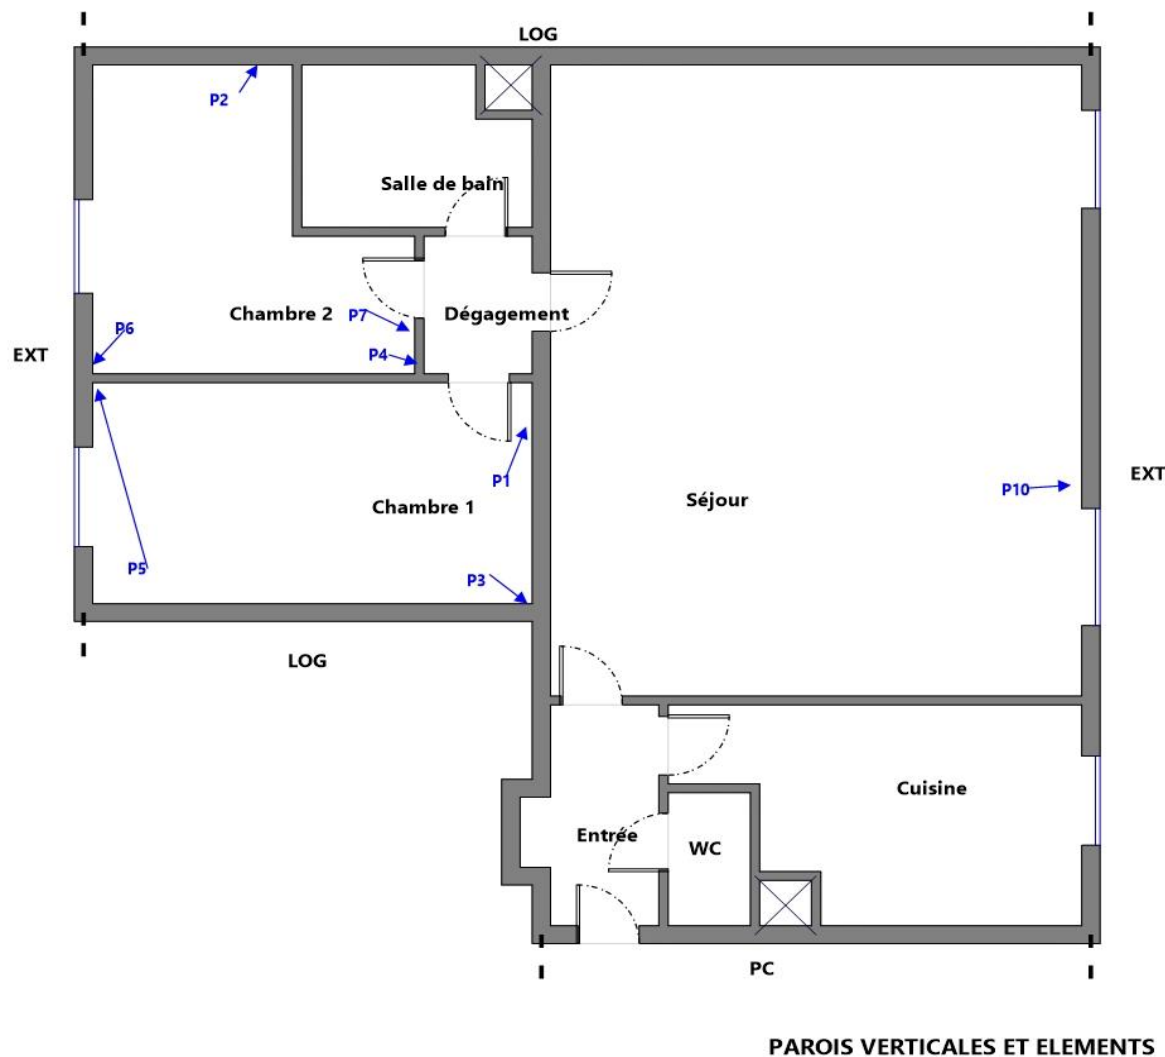 LOG
P2
Salle de bain
Chambre 2
P7
Dégagement
P6
P4
EXT
EXT
P1
P10
Chambre 1
Séjour
P5
P3
LOG
Cuisine
Entrée
WC
PC
PAROIS VERTICALES ET ELEMENTS